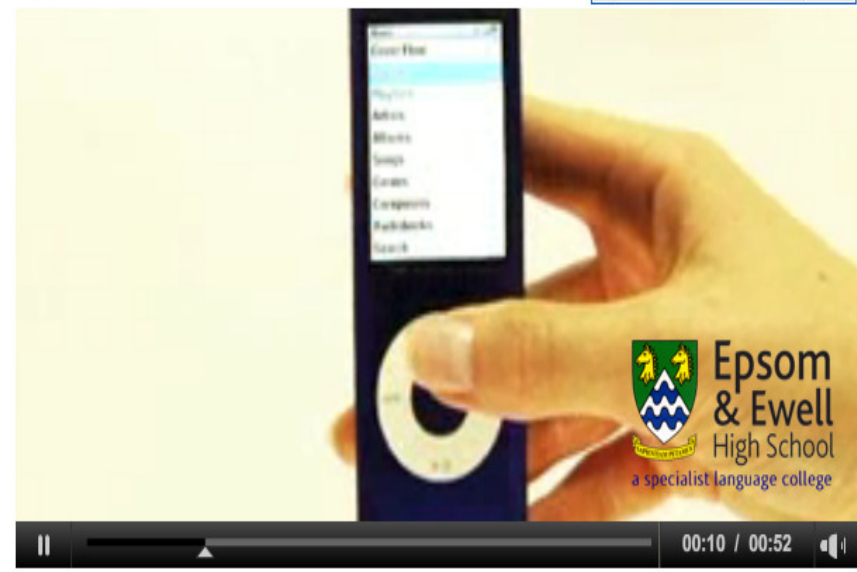 Cover Flow
Playlists
Artists
Albums
Songs
Genres
Composers
Audiobooks
Search
Epsom
& Ewell
High School
a specialist language college
00:10 / 00:52